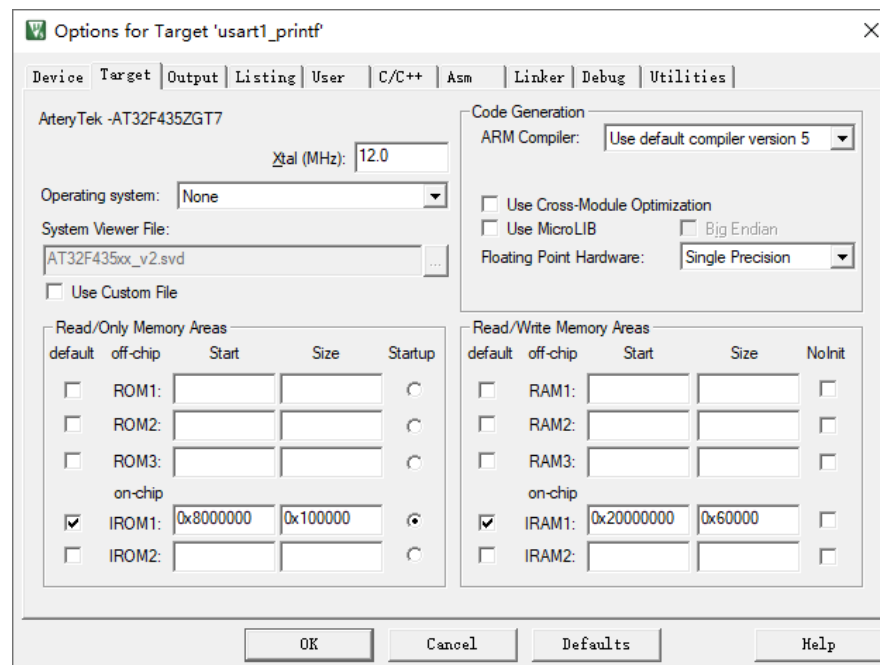 Options for Target 'usart1_printf'
Device Target Output Listing User C/C++ Asm Linker Debug Utilities
ArteryTek -AT32F435ZGT7
Xtal (MHz): 12.0
Operating system: None
System Viewer File:
AT32F435xx_v2.svd ...
Use Custom File
Code Generation
ARM Compiler: Use default compiler version 5
Use Cross-Module Optimization
Use MicroLIB Big Endian
Floating Point Hardware: Single Precision
Read/Only Memory Areas
default off-chip Start Size Startup
ROM1:
ROM2:
ROM3:
on-chip
IROM1: 0x8000000 0x100000
IROM2:
Read/Write Memory Areas
default off-chip Start Size NoInit
RAM1:
RAM2:
RAM3:
on-chip
IRAM1: 0x20000000 0x60000
IRAM2:
OK Cancel Defaults Help